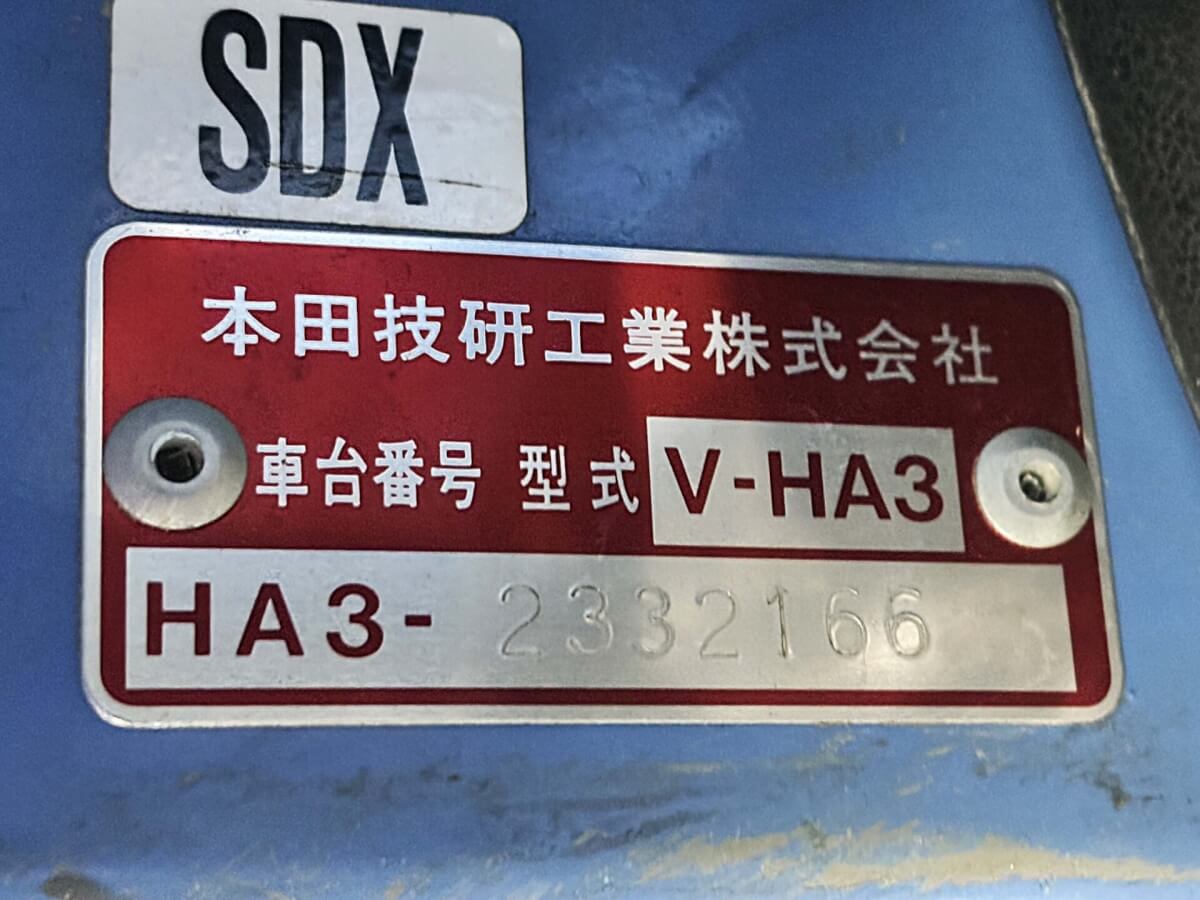 SDX
本田技研工業株式会社
車台番号 型式 V-HA3
HA3- 2332166